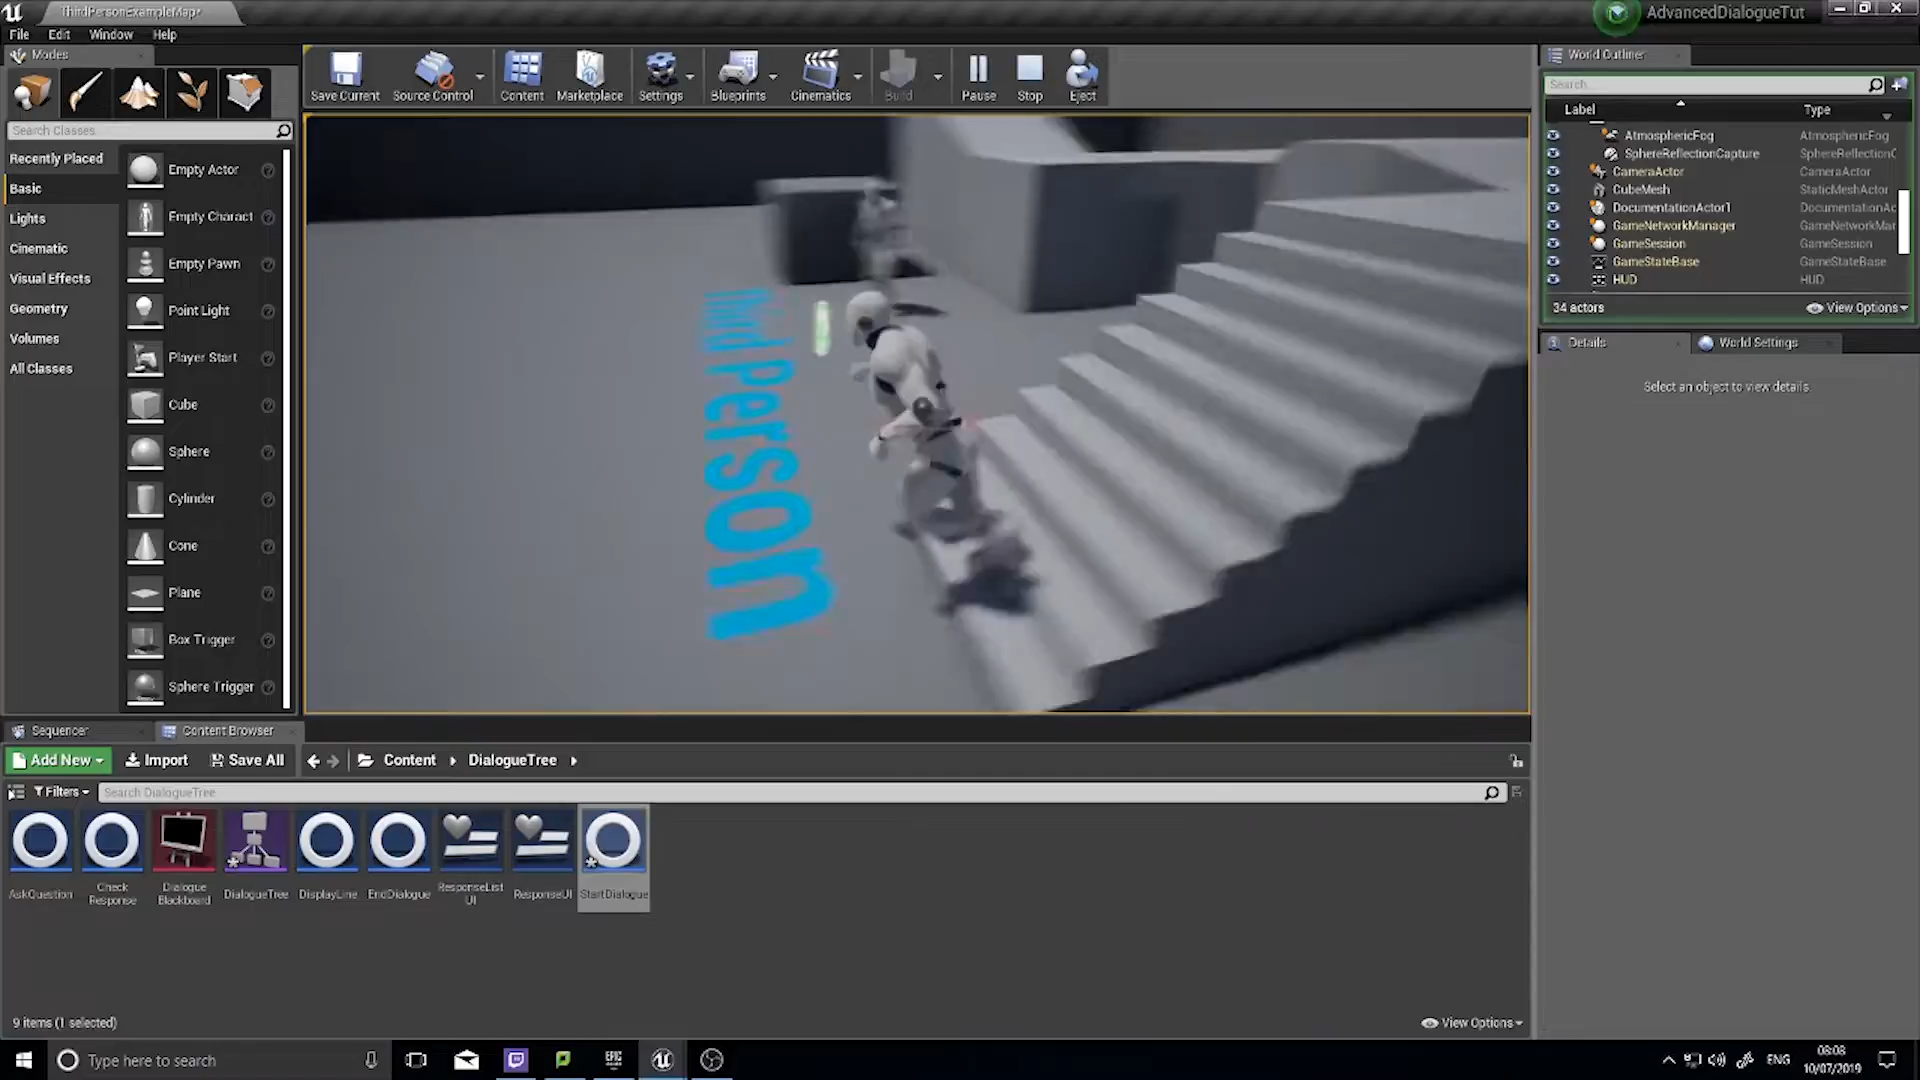 ThirdPersonExampleMap*
AdvancedDialogueTut
File Edit Window Help
Modes
Save Current
Source Control
Content
Marketplace
Settings
Blueprints
Cinematics
Build
Pause
Stop
Eject
World Outliner
Search Classes
Search...
Label Type
Recently Placed
Basic
Lights
Cinematic
Visual Effects
Geometry
Volumes
All Classes
Empty Actor
Empty Charact
Empty Pawn
Point Light
Player Start
Cube
Sphere
Cylinder
Cone
Plane
Box Trigger
Sphere Trigger
Third Person
AtmosphericFog AtmosphericFog
SphereReflectionCapture SphereReflectionC
CameraActor CameraActor
CubeMesh StaticMeshActor
DocumentationActor1 DocumentationAc
GameNetworkManager GameNetworkMar
GameSession GameSession
GameStateBase GameStateBase
HUD HUD
34 actors View Options
Details World Settings
Select an object to view details
Sequencer Content Browser
Add New Import Save All Content DialogueTree
Filters Search DialogueTree
AskQuestion
Check
Response
Dialogue
Blackboard
DialogueTree
DisplayLine
EndDialogue
ResponseList
UI
ResponseUI
StartDialogue
9 items (1 selected) View Options
Type here to search
EPIC
ENG
08:08
10/07/2019